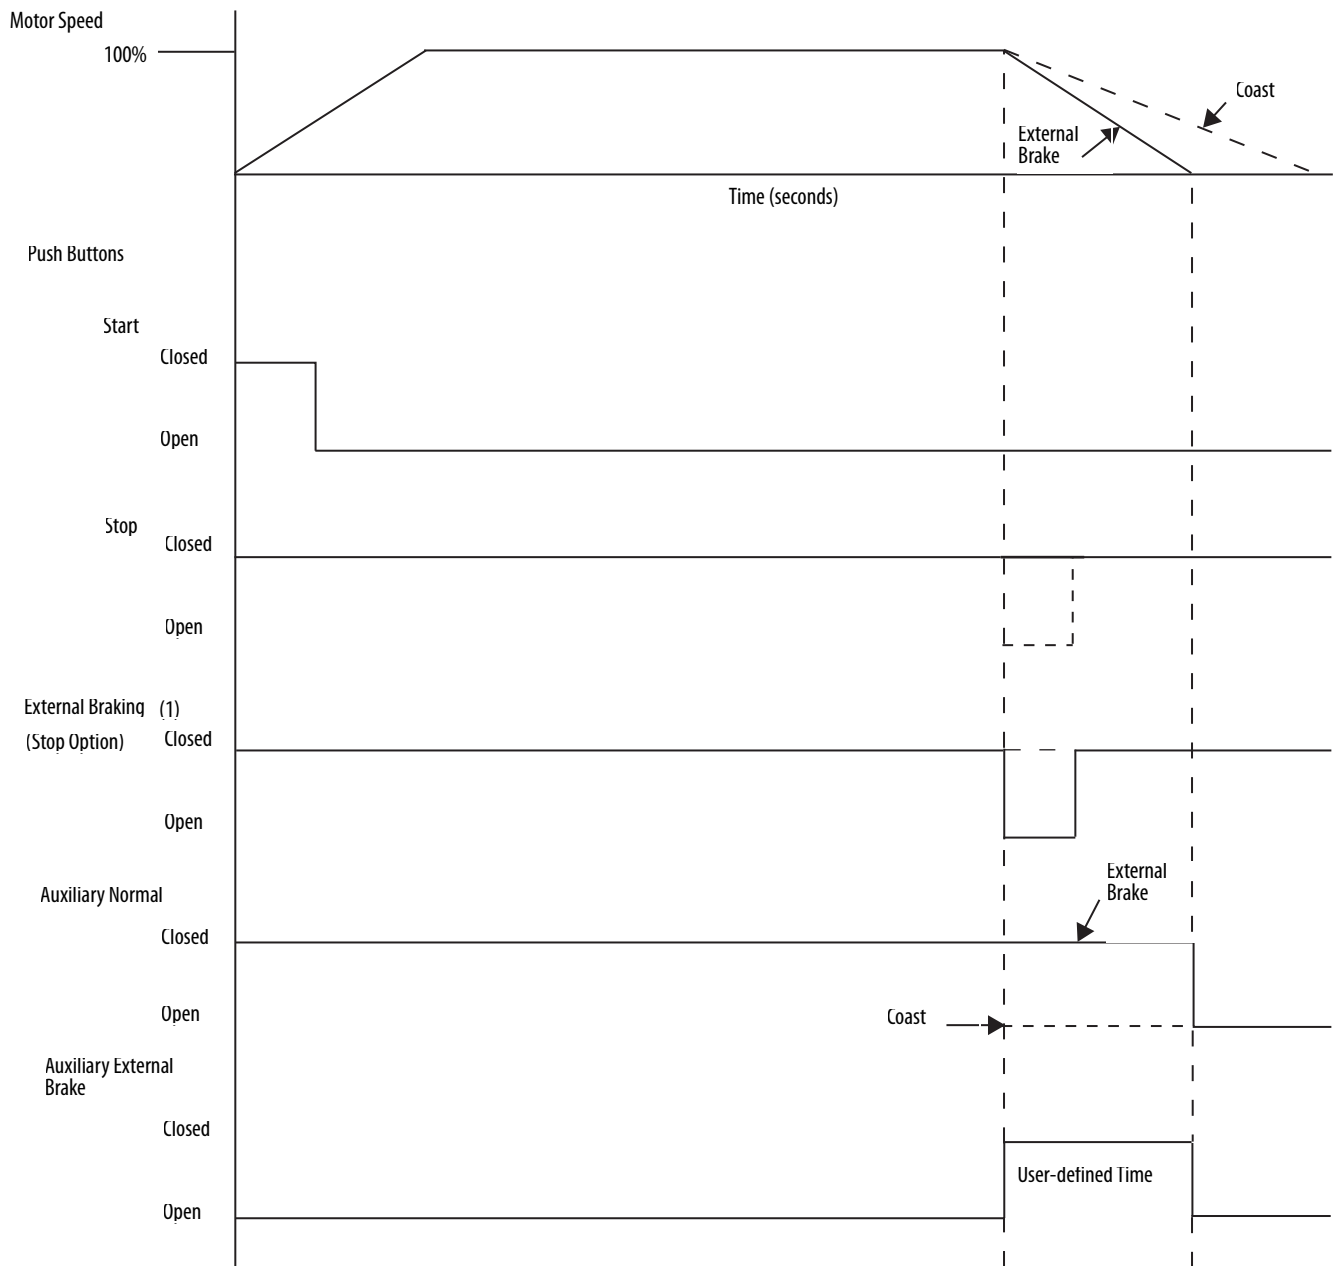 Motor Speed
100%
Coast
External
Brake
Time (seconds)
Push Buttons
Start
Closed
Open
Stop
Closed
Open
External Braking (1)
(Stop Option) Closed
Open
External
Brake
Auxiliary Normal
Closed
Open
Coast
Auxiliary External
Brake
Closed
User-defined Time
Open